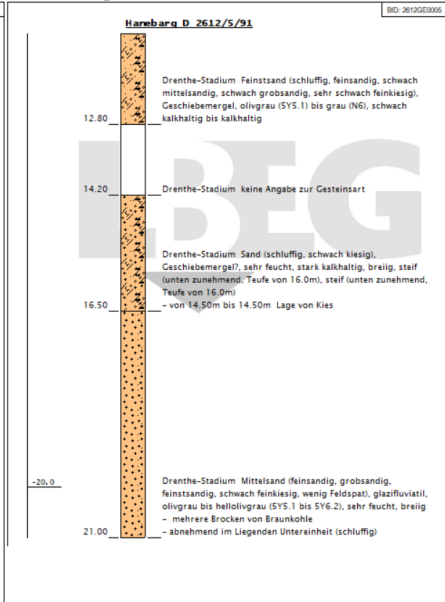 BID: 2612GE0005
Hamebarg D 2612/5/91
Drenthe-Stadium Feinstsand (schluffig, feinsandig, schwach
mittelsandig, schwach grobsandig, sehr schwach feinkiesig),
Geschiebemergel, olivgrau (5Y5.1) bis grau (N6), schwach
kalkhaltig bis kalkhaltig
12.80
14.20
Drenthe-Stadium keine Angabe zur Gesteinsart
BEG
Drenthe-Stadium Sand (schluffig, schwach kiesig),
Geschiebemergel?, sehr feucht, stark kalkhaltig, breiig, steif
(unten zunehmend, Teufe von 16.0m), steif (unten zunehmend,
Teufe von 16.0m)
- von 14.50m bis 14.50m Lage von Kies
16.50
-20.0
Drenthe-Stadium Mittelsand (feinsandig, grobsandig,
feinstsandig, schwach feinkiesig, wenig Feldspat), glazifluviatil,
olivgrau bis hellolivgrau (5Y5.1 bis 5Y6.2), sehr feucht, breiig
- mehrere Brocken von Braunkohle
- abnehmend im Liegenden Untereinheit (schluffig)
21.00